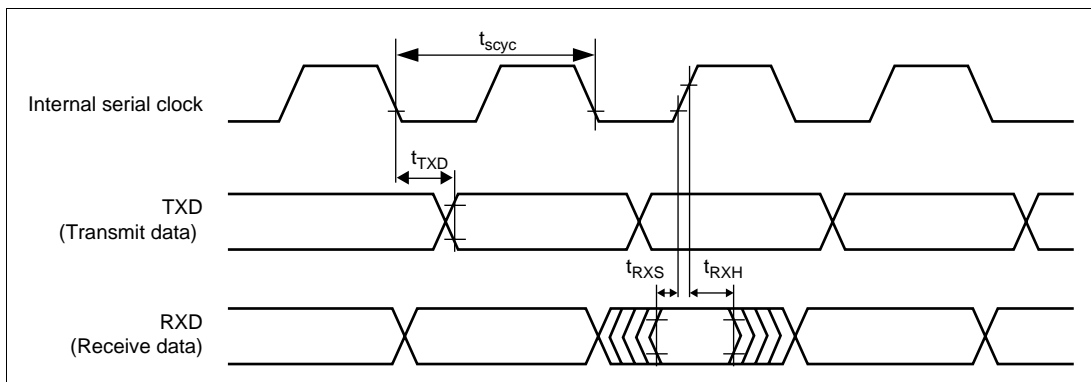 tscyc
Internal serial clock
tTXD
TXD
(Transmit data)
tRXS
tRXH
RXD
(Receive data)